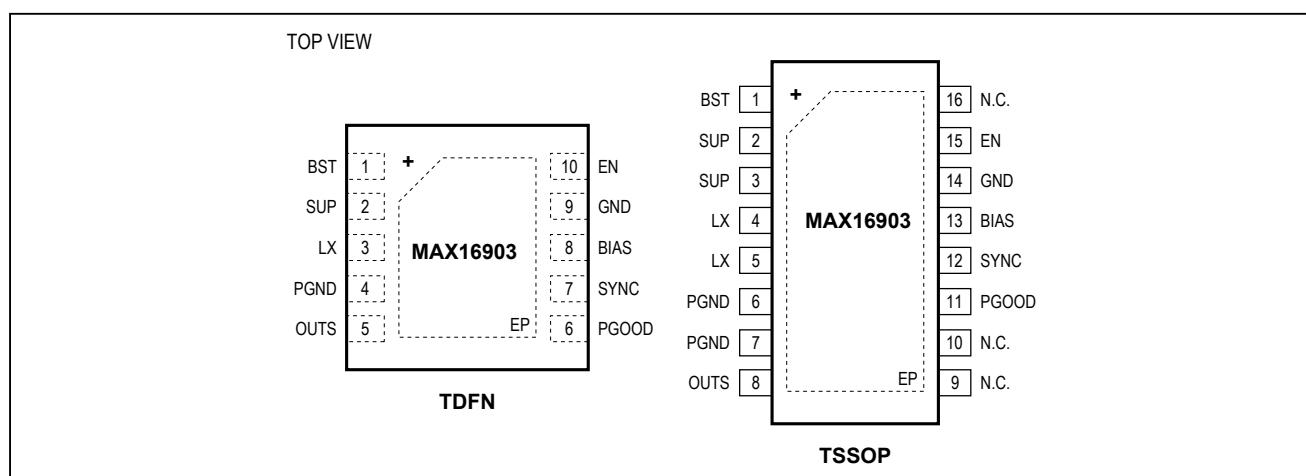 TOP VIEW
BST 1 + 10 EN
SUP 2 9 GND
LX 3 MAX16903 8 BIAS
PGND 4 7 SYNC
OUTS 5 EP 6 PGOOD
TDFN
BST 1 + 16 N.C.
SUP 2 15 EN
SUP 3 14 GND
LX 4 MAX16903 13 BIAS
LX 5 12 SYNC
PGND 6 11 PGOOD
PGND 7 10 N.C.
OUTS 8 EP 9 N.C.
TSSOP